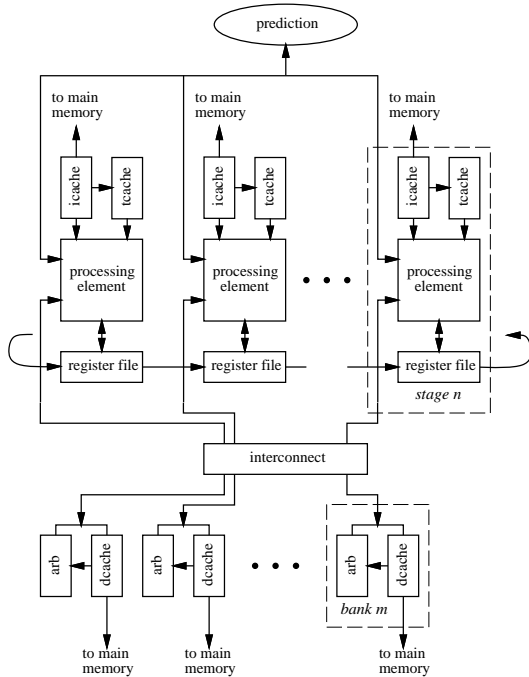 prediction
to main
memory
to main
memory
to main
memory
icache
tcache
icache
tcache
icache
tcache
processing
element
processing
element
processing
element
register file
register file
register file
stage n
interconnect
arb
dcache
arb
dcache
arb
dcache
bank m
to main
memory
to main
memory
to main
memory